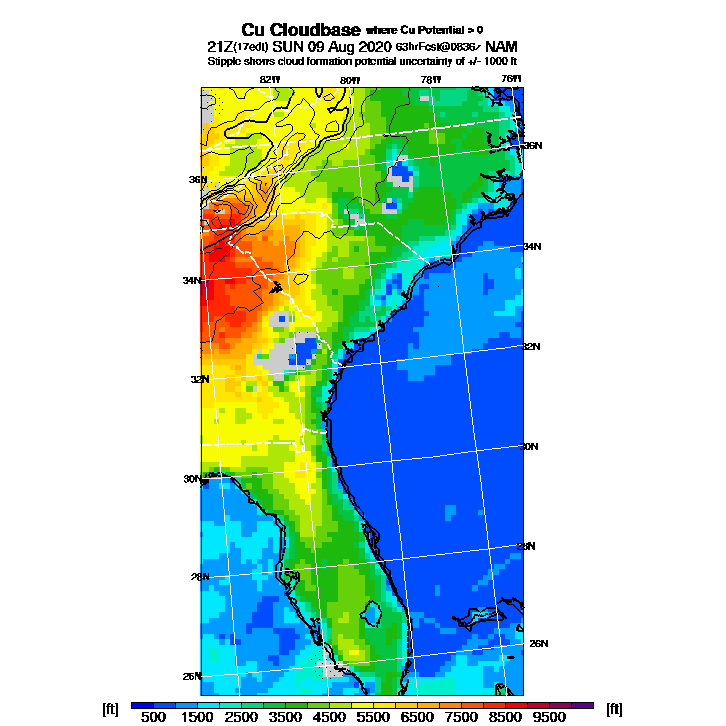 Cu Cloudbase where Cu Potential > 0
21Z(17edt) SUN 09 Aug 2020 63hrFcst@0836z NAM
Stipple shows cloud formation potential uncertainty of +/- 1000 ft
82W 80W 78W 76W
36N
36N
34N
34N
32N
32N
30N
30N
28N
28N
26N
26N
[ft] 500 1500 2500 3500 4500 5500 6500 7500 8500 9500 [ft]